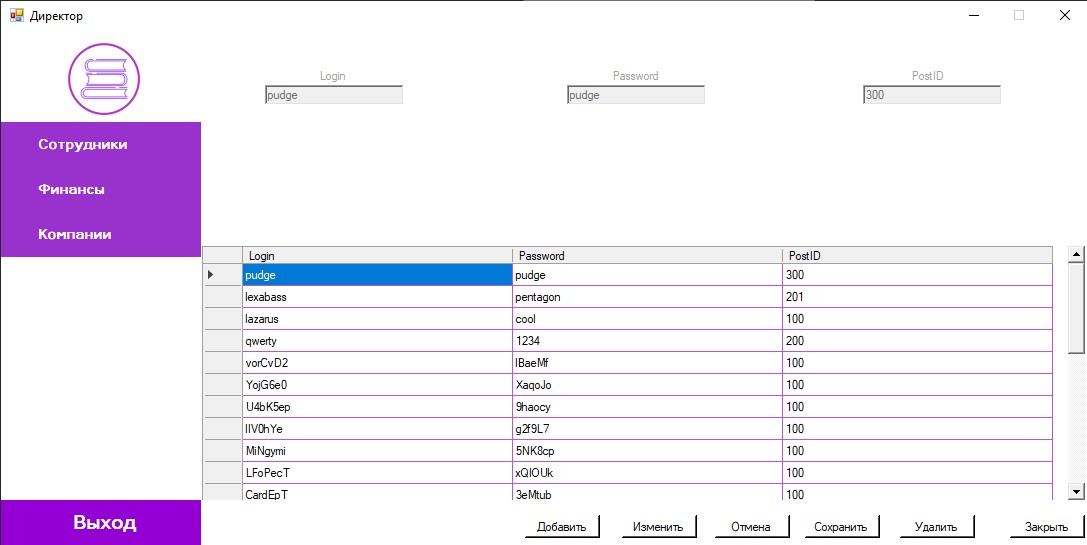 Директор
Login Password PostID
pudge pudge 300
Сотрудники
Финансы
Компании
Login Password PostID
pudge pudge 300
lexabass pentagon 201
lazarus cool 100
qwerty 1234 200
vorCvD2 IBaeMf 100
YojG6e0 XaqoJo 100
U4bK5ep 9haocy 100
IIV0hYe g2f9L7 100
MiNgymi 5NK8cp 100
LFoPecT xQIOUk 100
CardEpT 3eMtub 100
Выход
Добавить Изменить Отмена Сохранить Удалить Закрыть